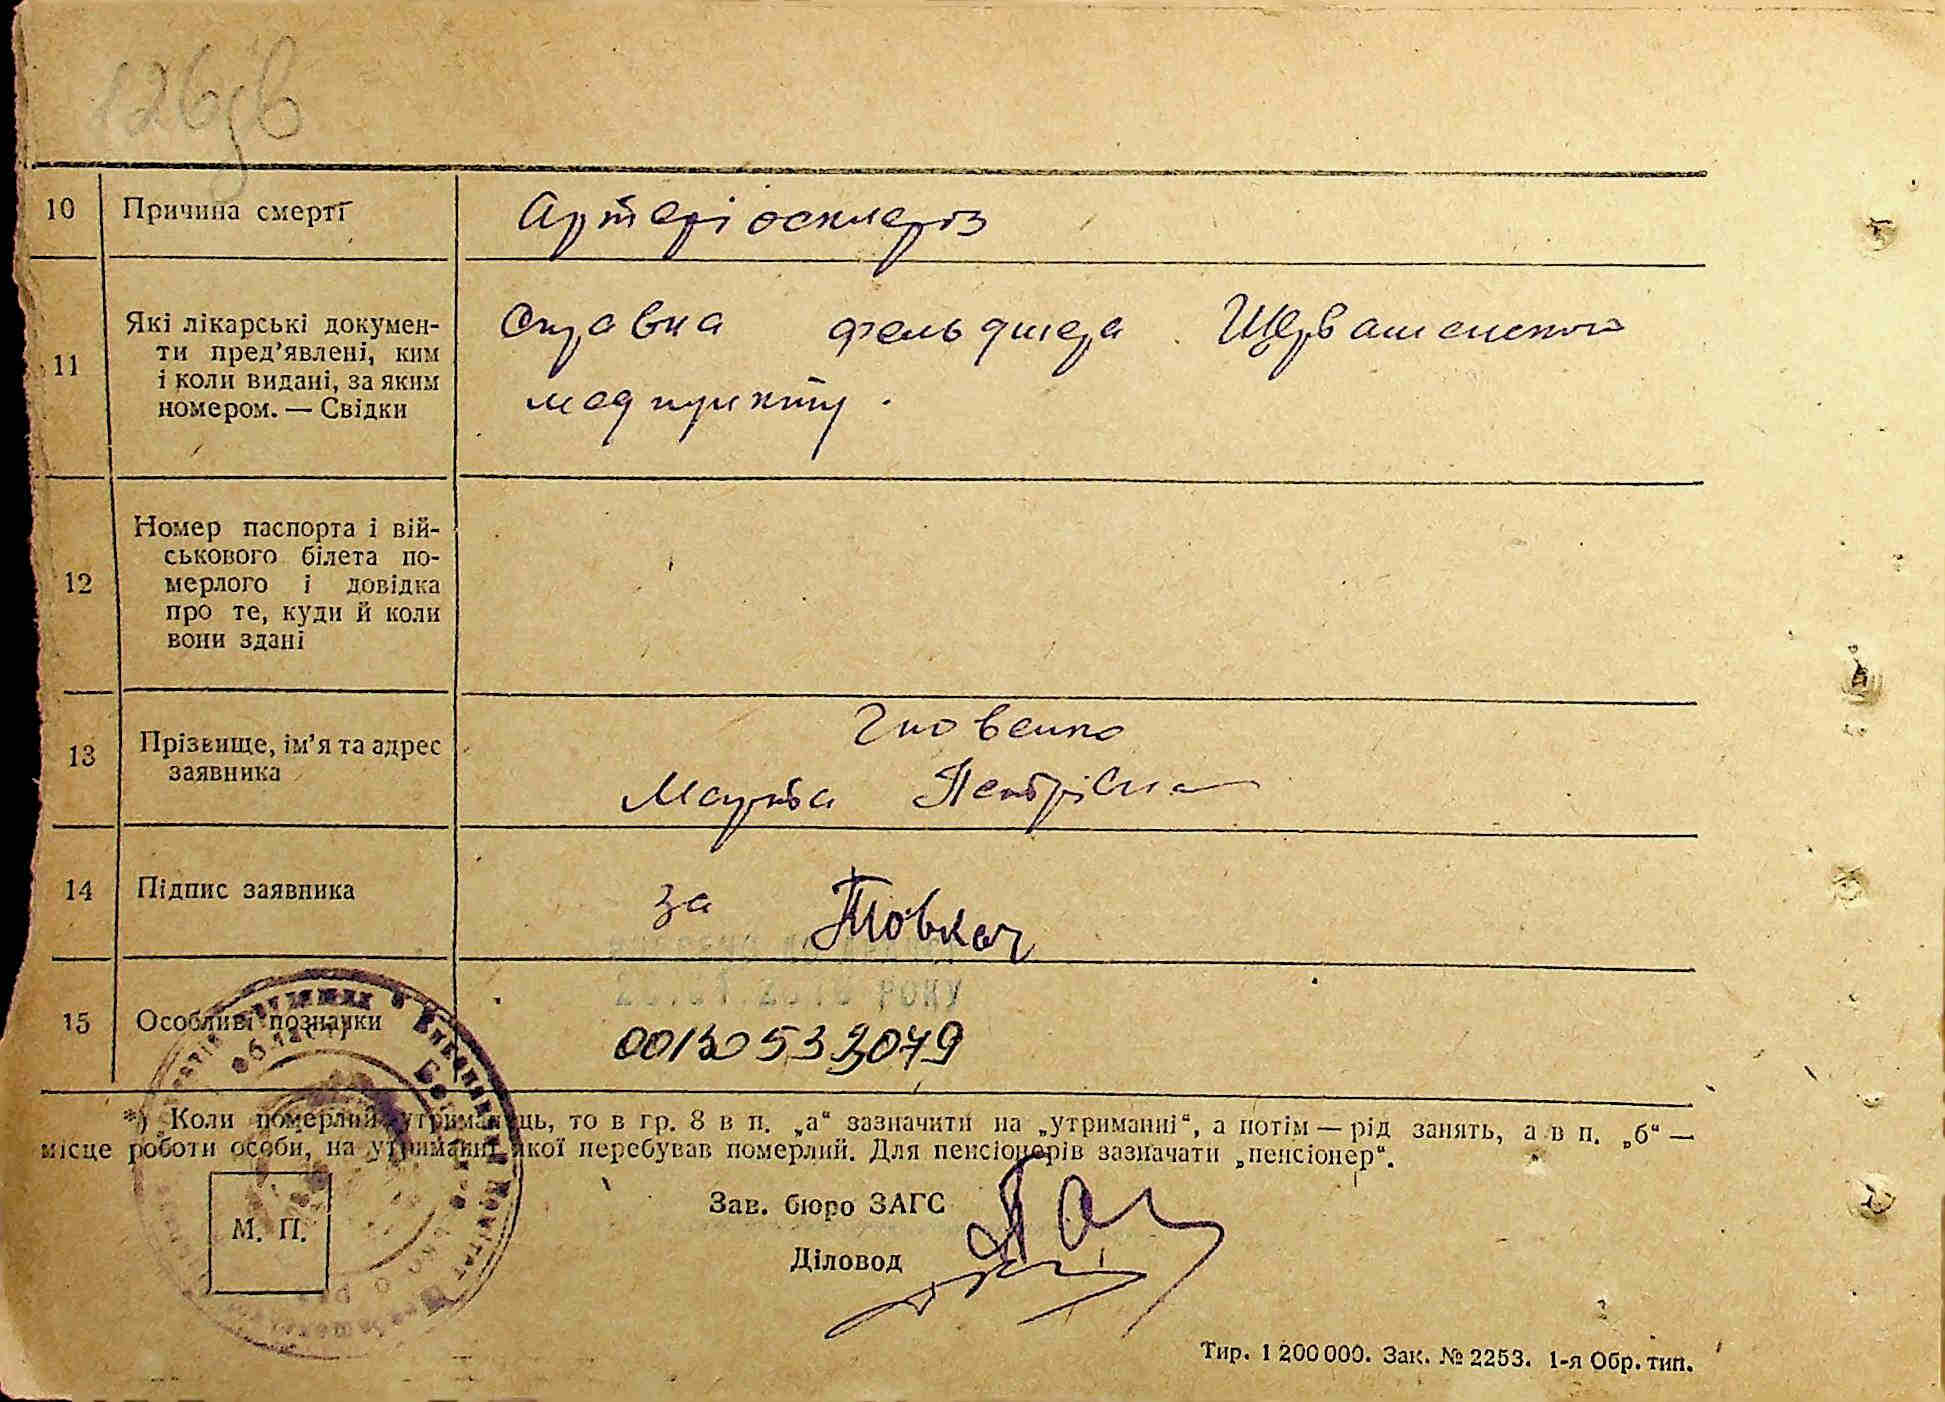 126зв
10 Причина смерті Артеріосклероз
11 Які лікарські докумен-
ти пред’явлені, ким
і коли видані, за яким
номером. — Свідки
Справка фельдшера
медпункту.
12 Номер паспорта і вій-
ськового білета по-
мерлого і довідка
про те, куди й коли
вони здані
13 Прізвище, ім’я та адрес
заявника
Марфа Петрівна
14 Підпис заявника за Товкач
РОКУ
15 Особливі познаки
*) Коли померлий утриманець, то в гр. 8 в п. „а“ зазначити на „утриманні“, а потім — рід занять, а в п. „б“ —
місце роботи особи, на утриманні якої перебував померлий. Для пенсіонерів зазначати „пенсіонер“.
М. П.
Зав. бюро ЗАГС
Діловод
Тир. 1 200 000. Зак. № 2253. 1-я Обр. тип.